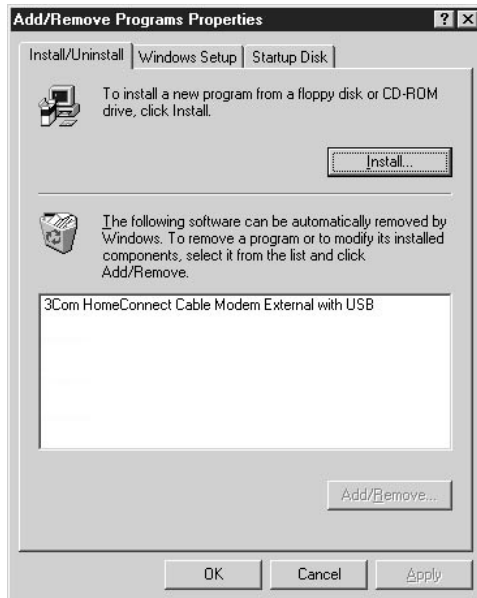 Add/Remove Programs Properties
? X
Install/Uninstall Windows Setup Startup Disk
To install a new program from a floppy disk or CD-ROM
drive, click Install.
Install...
The following software can be automatically removed by
Windows. To remove a program or to modify its installed
components, select it from the list and click
Add/Remove.
3Com HomeConnect Cable Modem External with USB
Add/Remove...
OK Cancel Apply